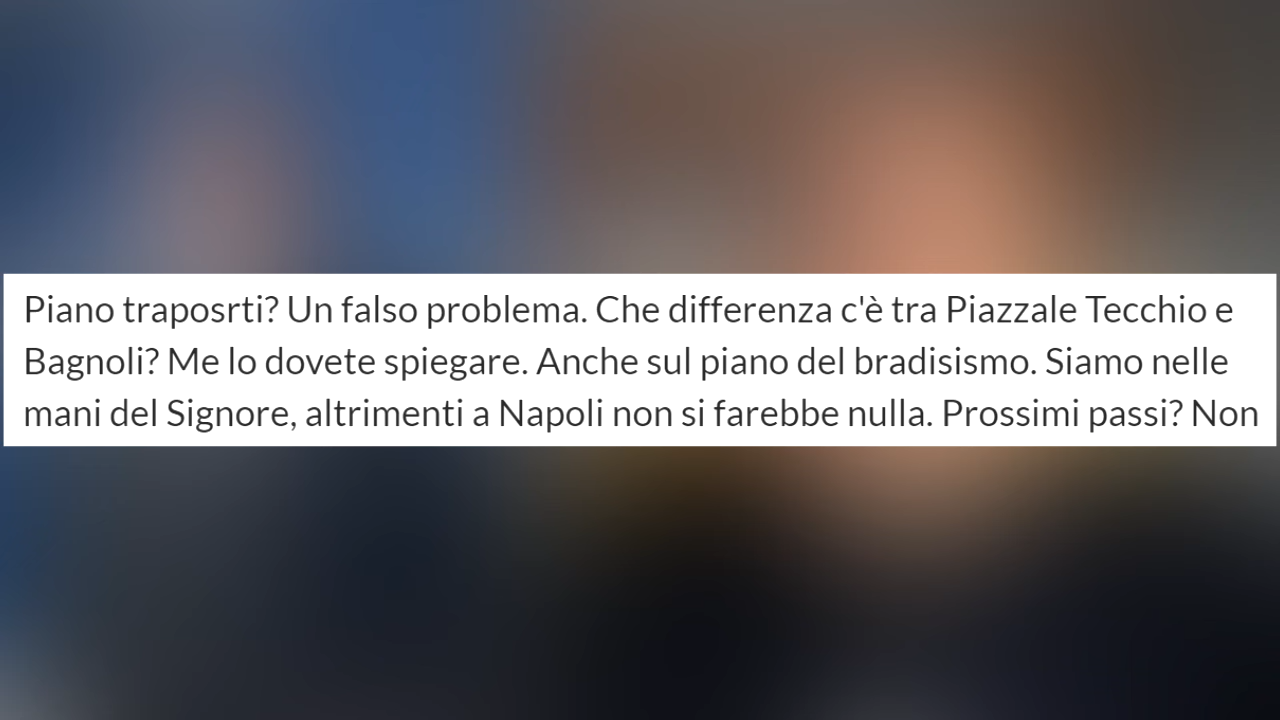 Piano traposrti? Un falso problema. Che differenza c'è tra Piazzale Tecchio e
Bagnoli? Me lo dovete spiegare. Anche sul piano del bradisismo. Siamo nelle
mani del Signore, altrimenti a Napoli non si farebbe nulla. Prossimi passi? Non